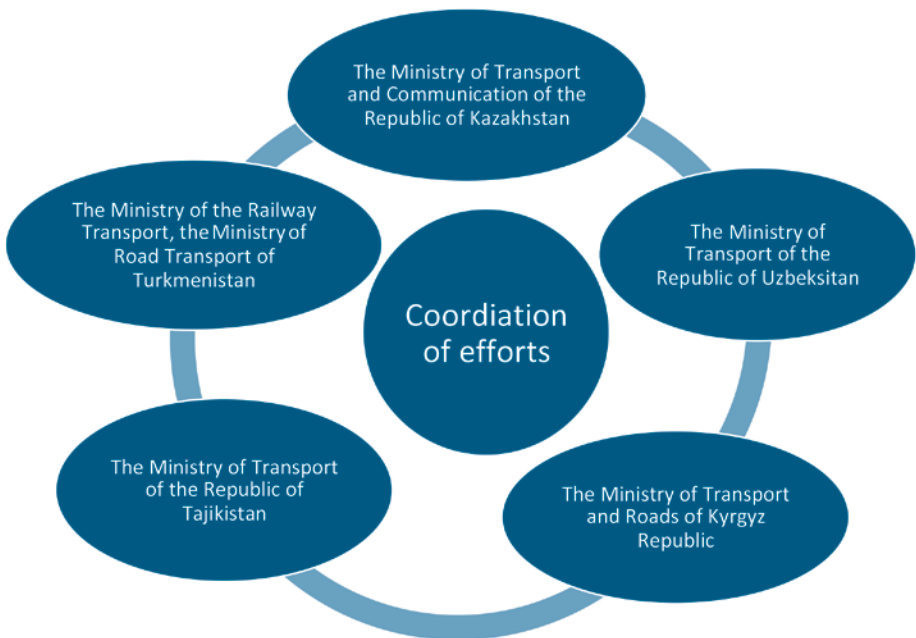 The Ministry of Transport
and Communication of the
Republic of Kazakhstan
The Ministry of the Railway
Transport, the Ministry of
Road Transport of
Turkmenistan
The Ministry of
Transport of the
Republic of Uzbeksitan
Coordiation
of efforts
The Ministry of Transport
of the Republic of
Tajikistan
The Ministry of Transport
and Roads of Kyrgyz
Republic